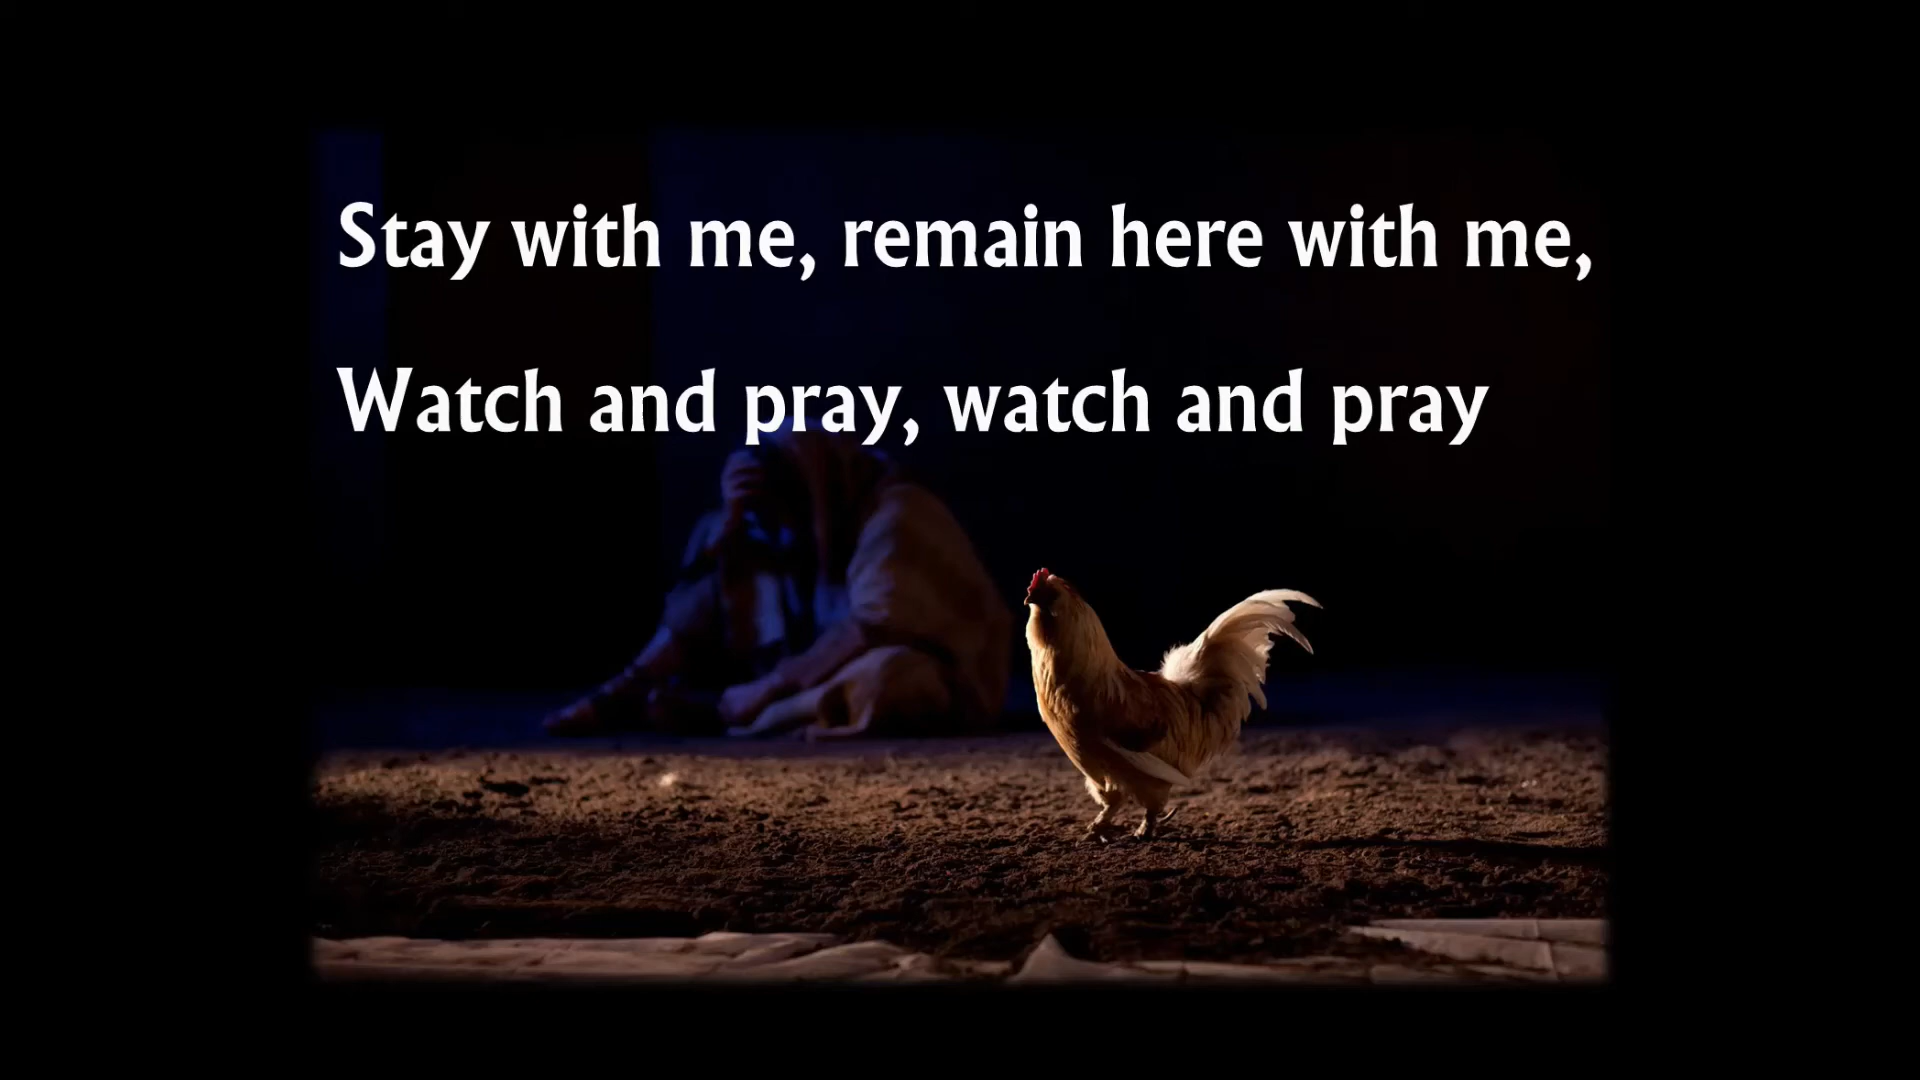 Stay with me, remain here with me,
Watch and pray, watch and pray